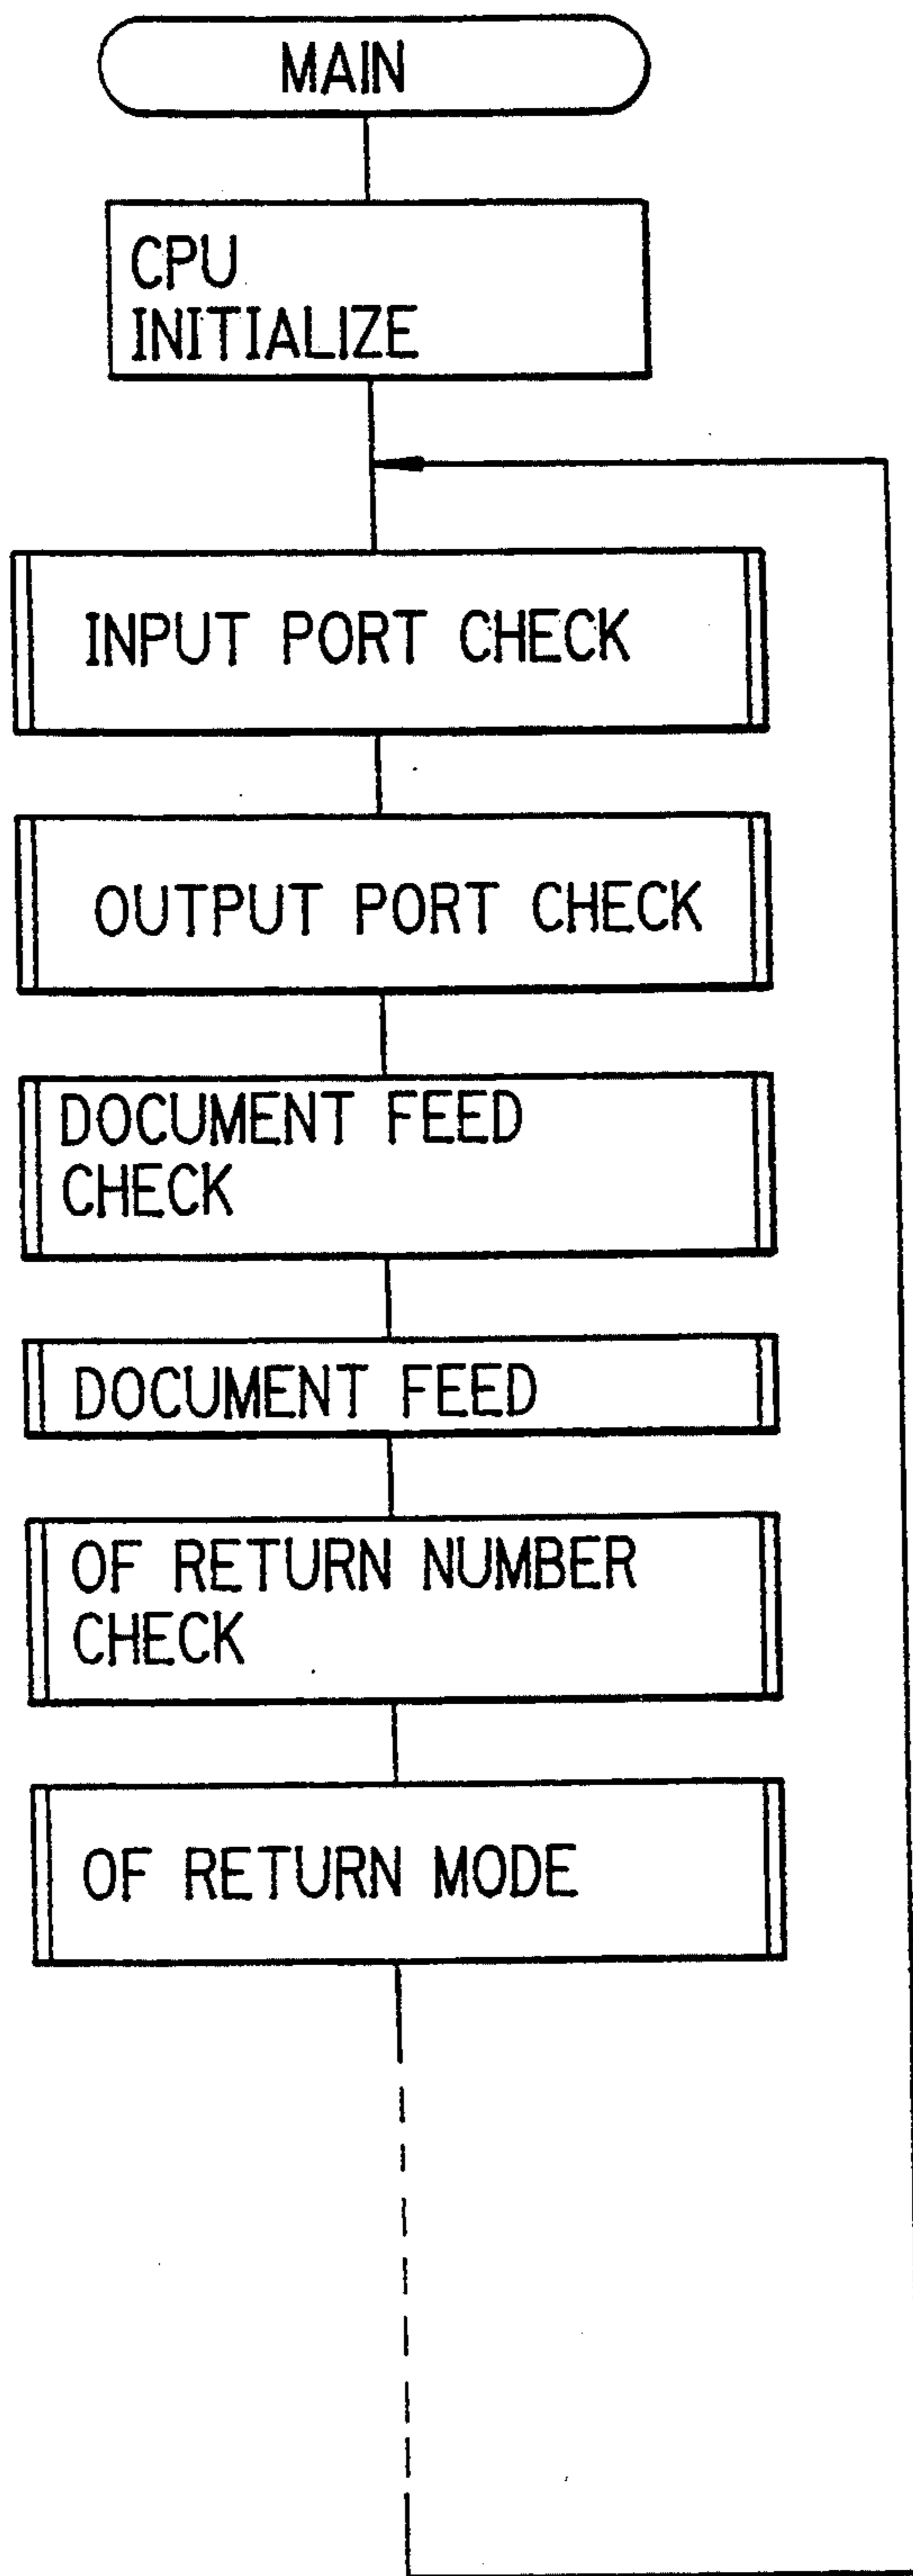 MAIN
CPU
INITIALIZE
INPUT PORT CHECK
OUTPUT PORT CHECK
DOCUMENT FEED
CHECK
DOCUMENT FEED
OF RETURN NUMBER
CHECK
OF RETURN MODE